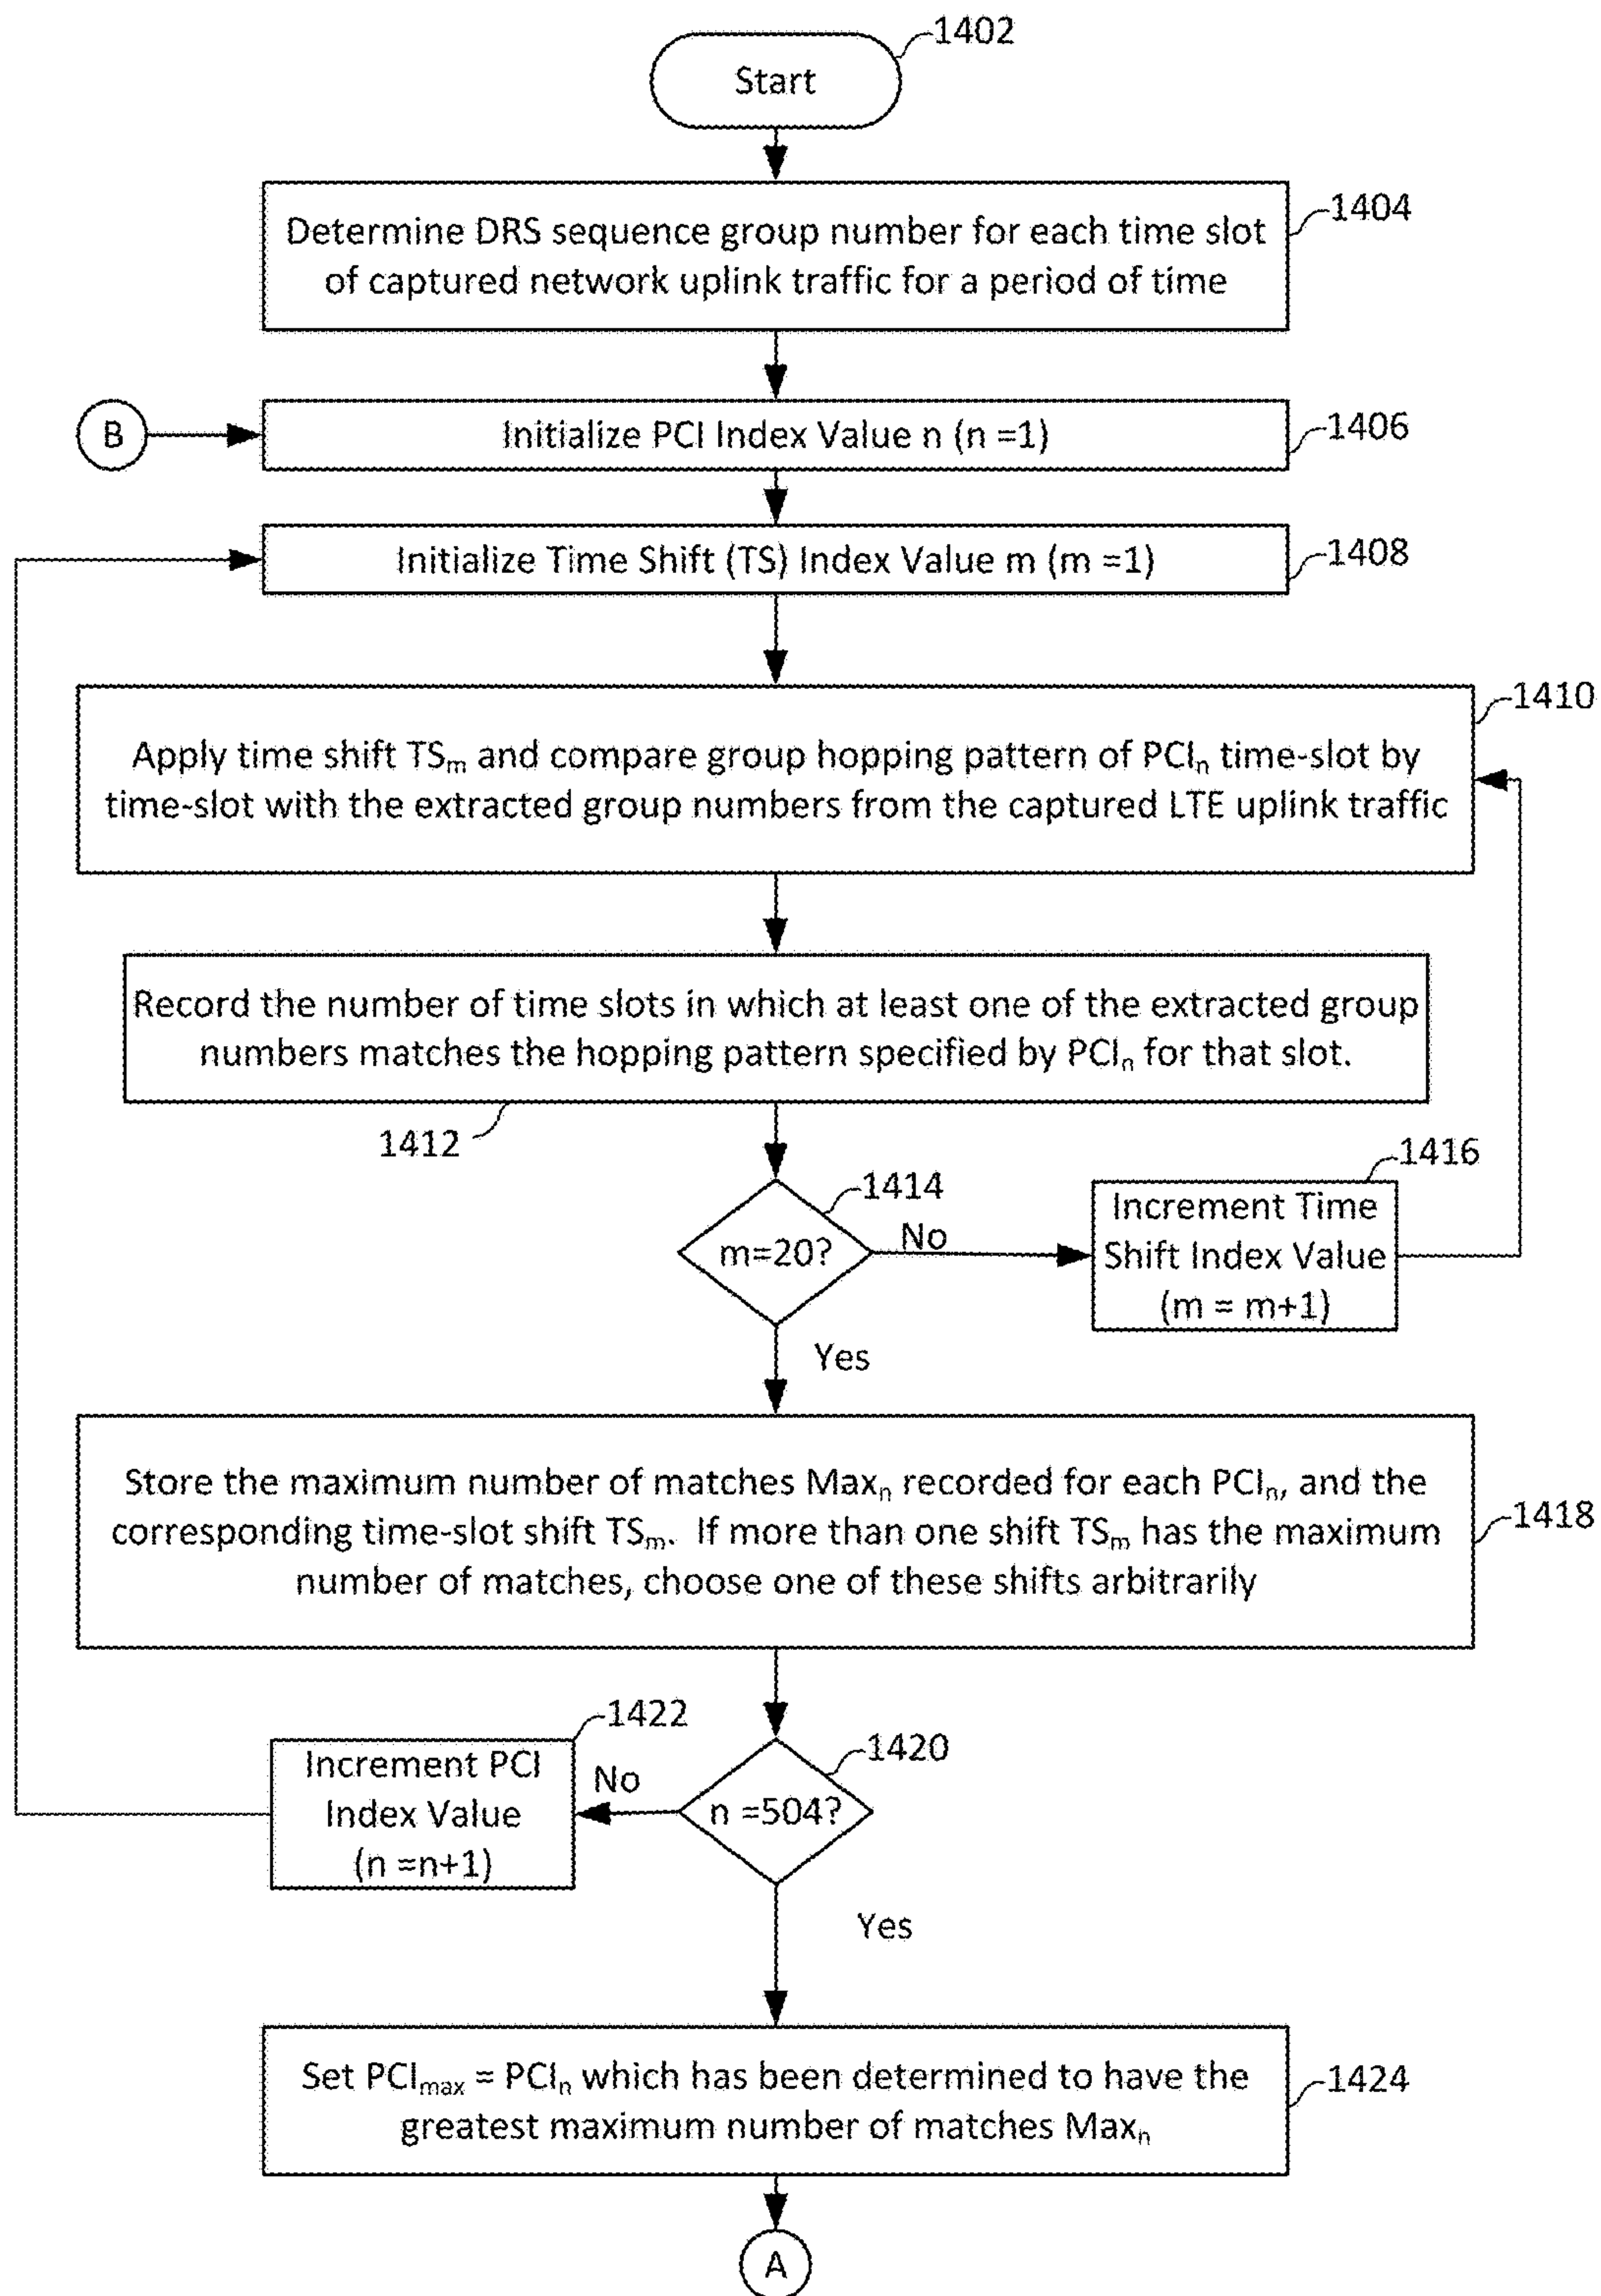 1402
Start
1404
Determine DRS sequence group number for each time slot
of captured network uplink traffic for a period of time
B
Initialize PCI Index Value n (n =1)
1406
Initialize Time Shift (TS) Index Value m (m =1)
1408
1410
Apply time shift TSm and compare group hopping pattern of PCIn time-slot by
time-slot with the extracted group numbers from the captured LTE uplink traffic
Record the number of time slots in which at least one of the extracted group
numbers matches the hopping pattern specified by PCIn for that slot.
1412
1414
m=20?
No
1416
Increment Time
Shift Index Value
(m = m+1)
Yes
Store the maximum number of matches Maxn recorded for each PCIn, and the
corresponding time-slot shift TSm. If more than one shift TSm has the maximum
number of matches, choose one of these shifts arbitrarily
1418
1422
Increment PCI
Index Value
(n =n+1)
No
1420
n =504?
Yes
Set PCImax = PCIn which has been determined to have the
greatest maximum number of matches Maxn
1424
A